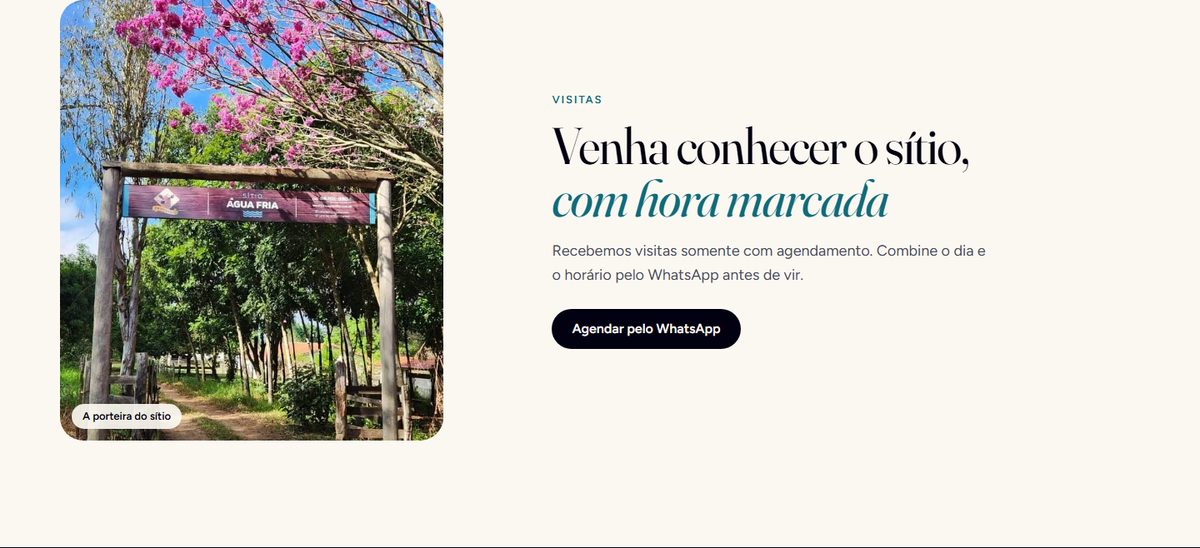 VISITAS
Venha conhecer o sítio,
com hora marcada
Recebemos visitas somente com agendamento. Combine o dia e
o horário pelo WhatsApp antes de vir.
Agendar pelo WhatsApp
sítio
ÁGUA FRIA
A porteira do sítio